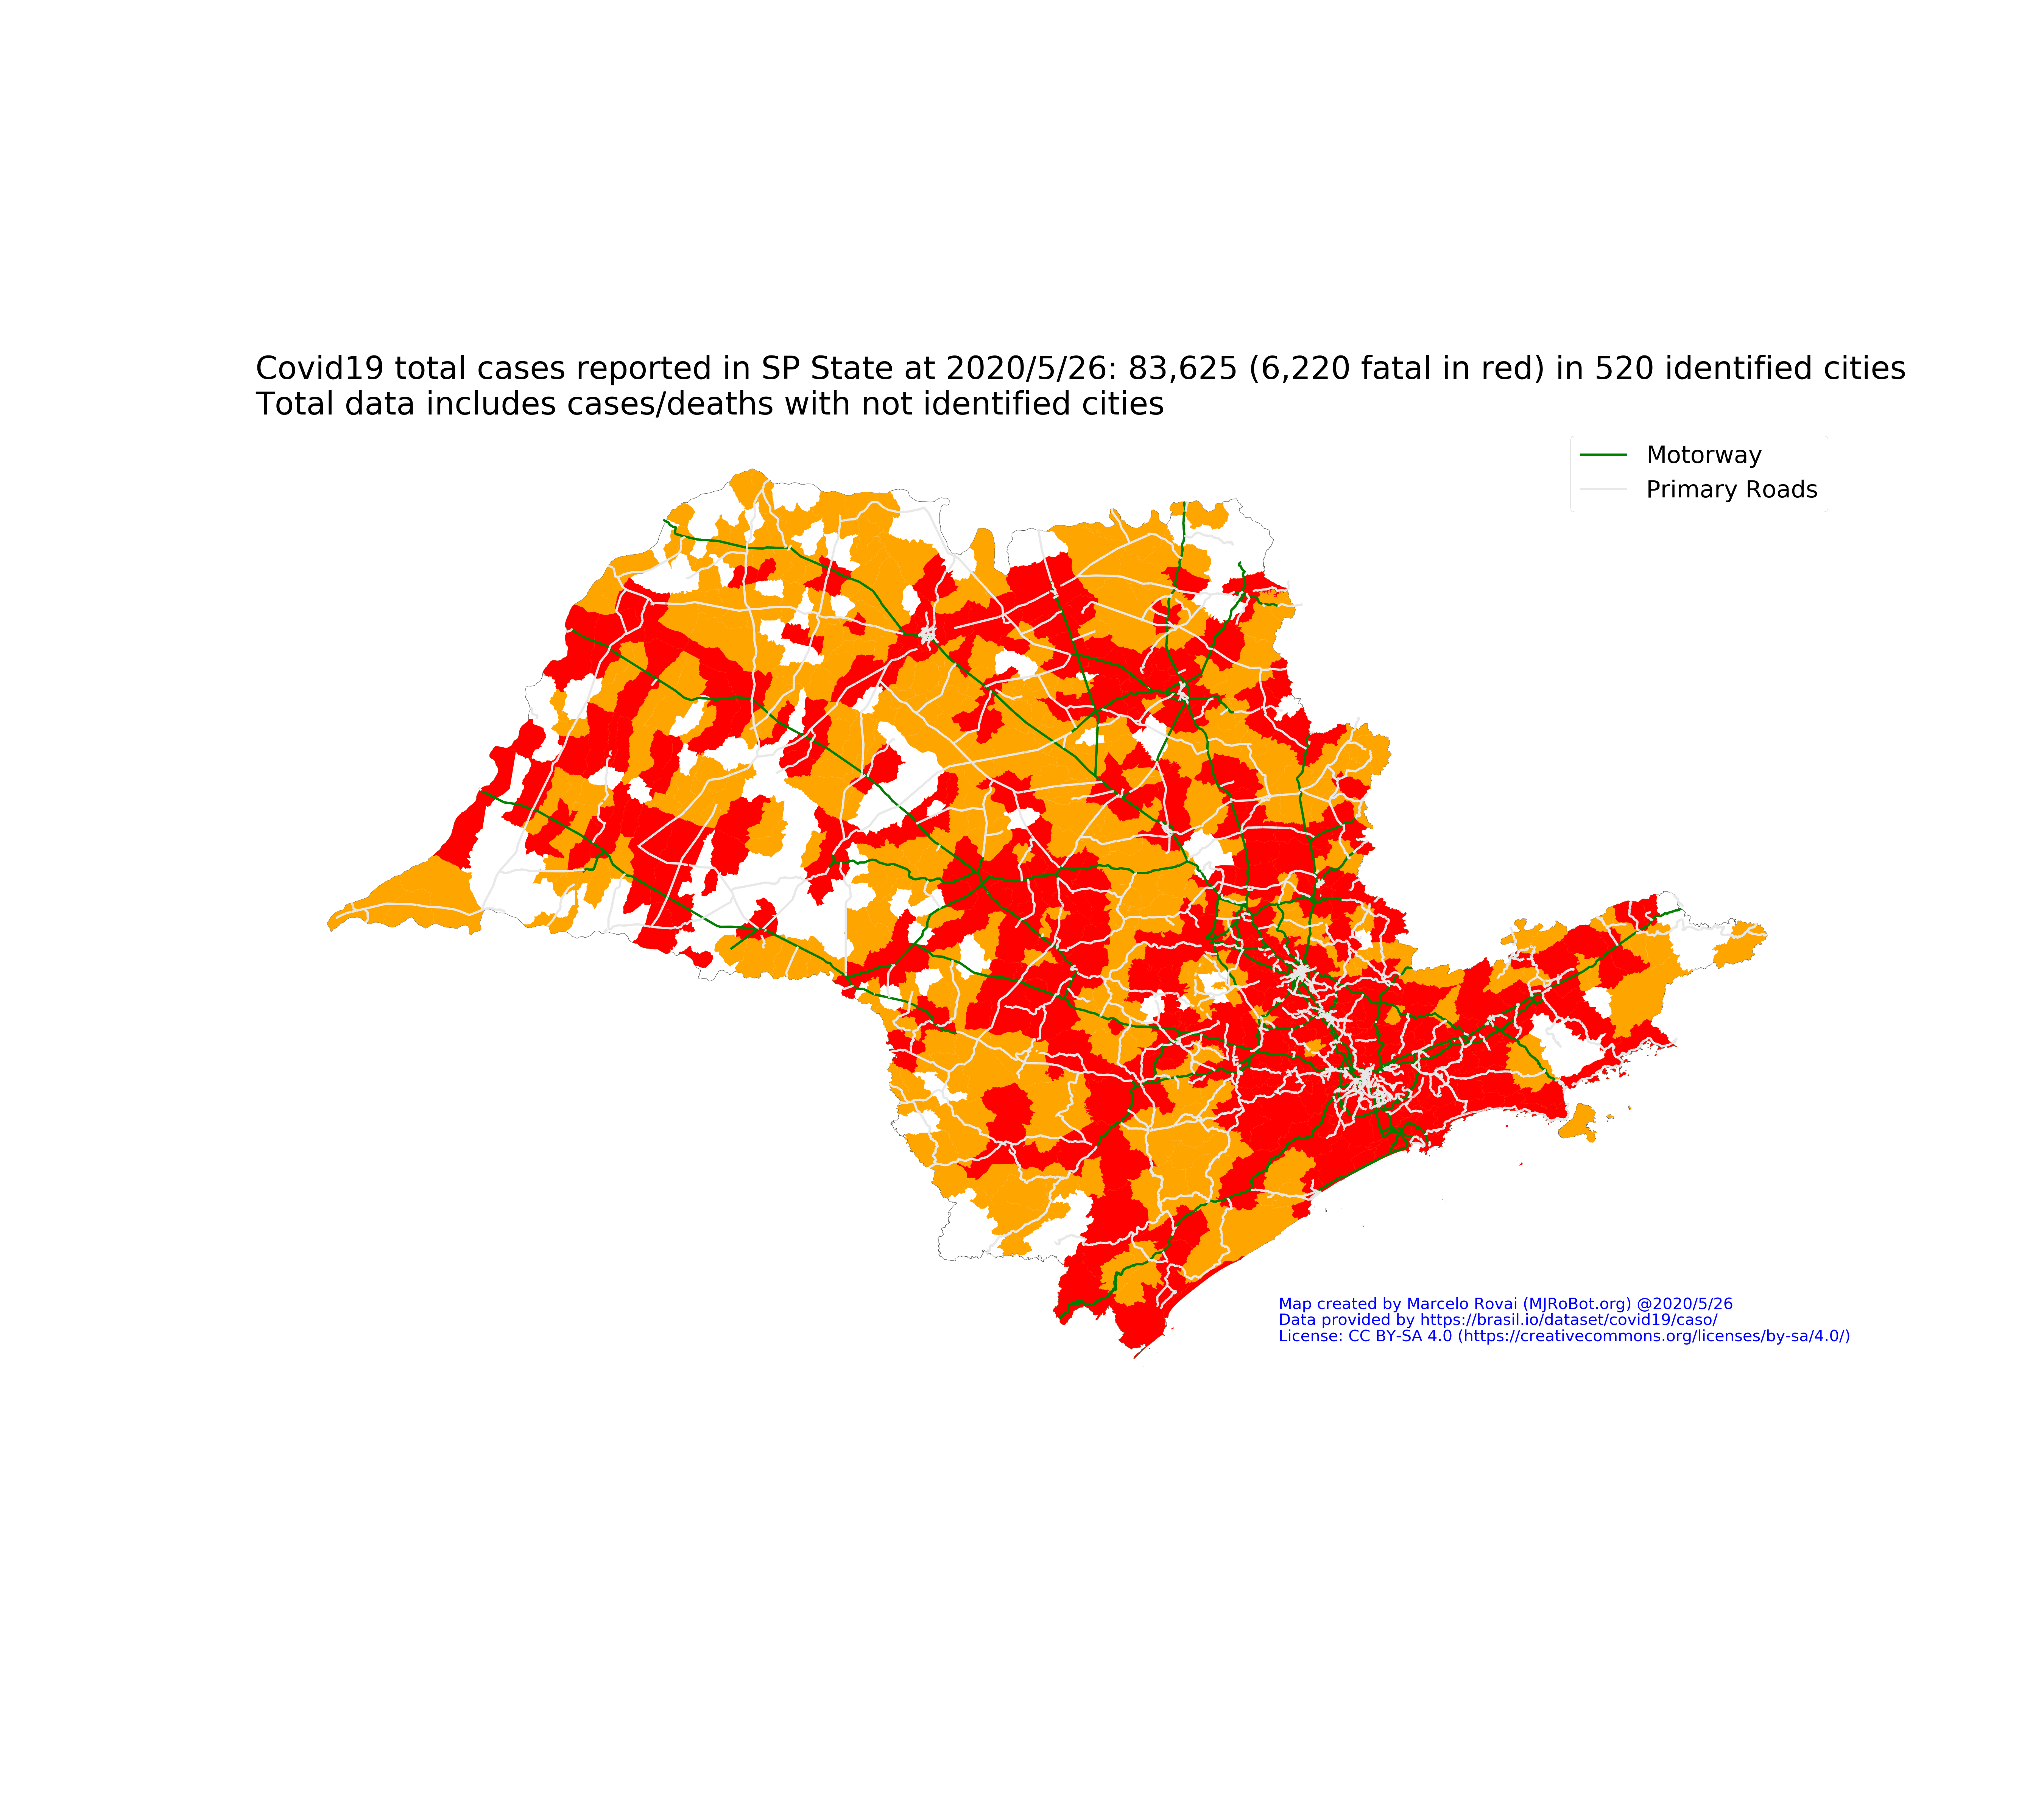 Covid19 total cases reported in SP State at 2020/5/26: 83,625 (6,220 fatal in red) in 520 identified cities
Total data includes cases/deaths with not identified cities
Motorway
Primary Roads
Map created by Marcelo Rovai (MJRoBot.org) @2020/5/26
Data provided by https://brasil.io/dataset/covid19/caso/
License: CC BY-SA 4.0 (https://creativecommons.org/licenses/by-sa/4.0/)